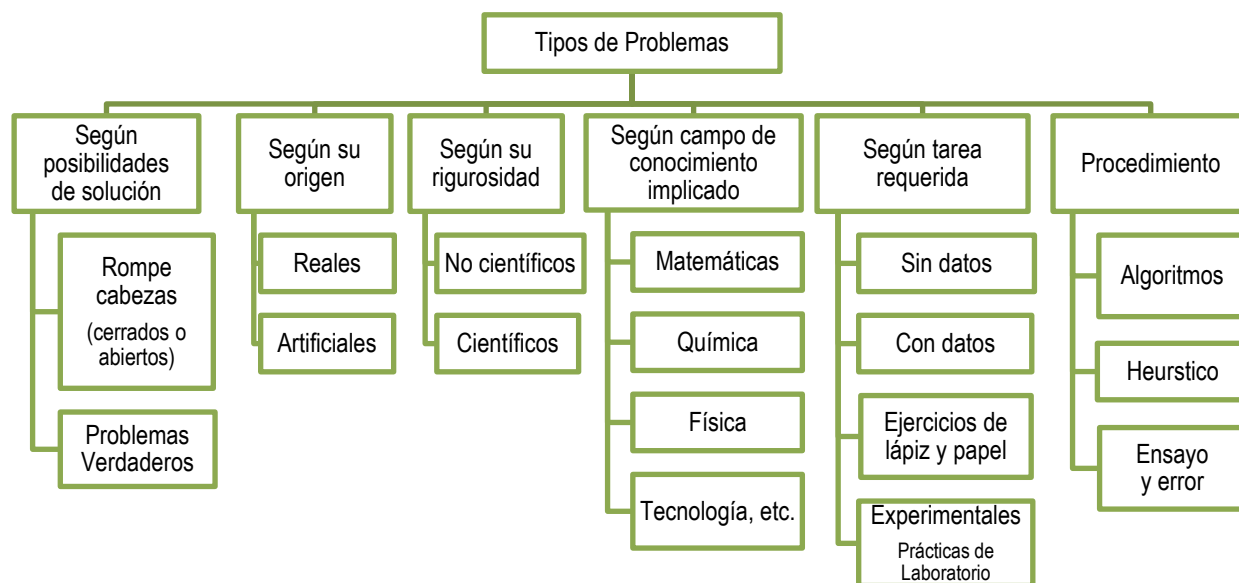 Tipos de Problemas
Según
posibilidades
de solución
Rompe
cabezas
(cerrados o
abiertos)
Problemas
Verdaderos
Según su
origen
Reales
Artificiales
Según su
rigurosidad
No científicos
Científicos
Según campo de
conocimiento
implicado
Matemáticas
Química
Física
Tecnología, etc.
Según tarea
requerida
Sin datos
Con datos
Ejercicios de
lápiz y papel
Experimentales
Prácticas de
Laboratorio
Procedimiento
Algoritmos
Heurstico
Ensayo
y error